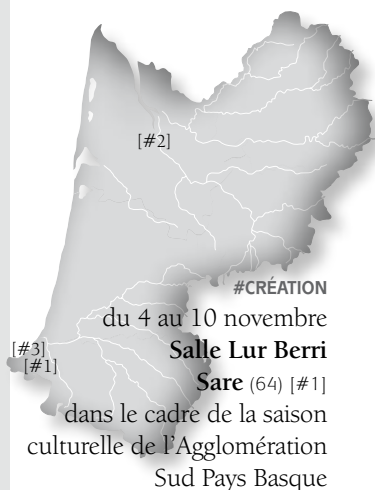 [#2]
#CRÉATION
du 4 au 10 novembre
[#3]
Salle Lur Berri
[#1]
Sare (64) [#1]
dans le cadre de la saison
culturelle de l'Agglomération
Sud Pays Basque